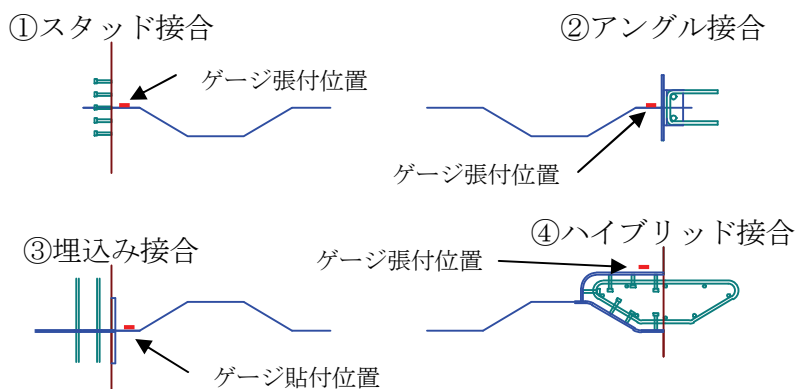 ①スタッド接合
ゲージ張付位置
②アングル接合
ゲージ張付位置
③埋込み接合
ゲージ貼付位置
④ハイブリッド接合
ゲージ張付位置